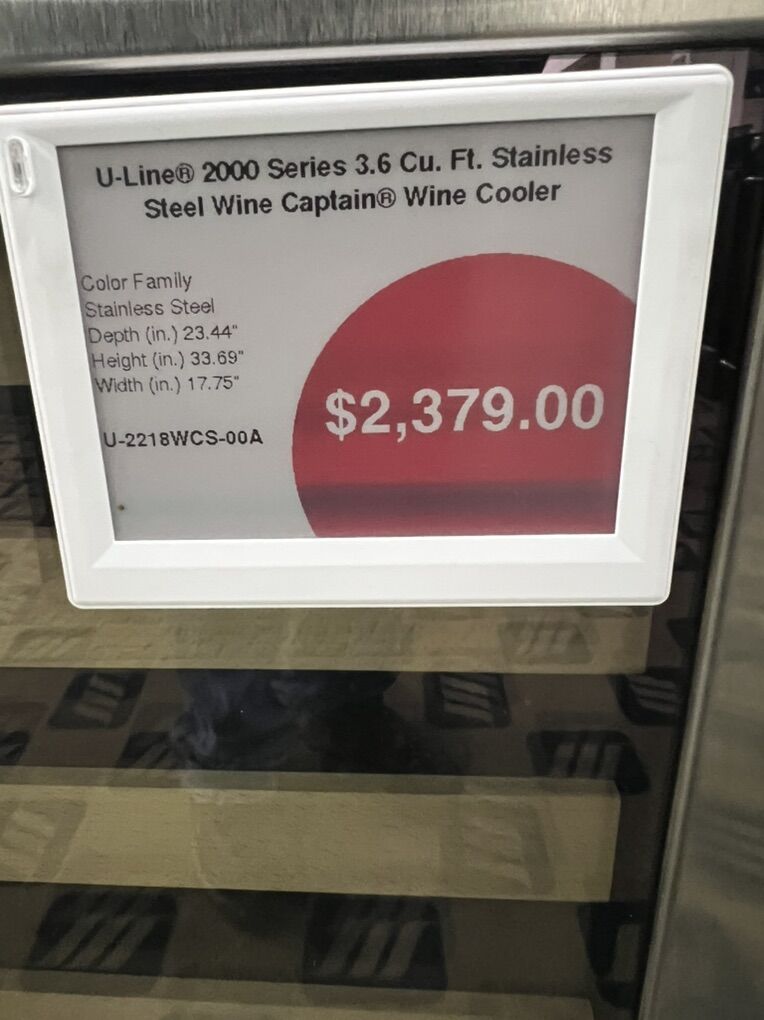 U-Line® 2000 Series 3.6 Cu. Ft. Stainless
Steel Wine Captain® Wine Cooler
Color Family
Stainless Steel
Depth (in.) 23.44"
Height (in.) 33.69"
Width (in.) 17.75"
$2,379.00
U-2218WCS-00A